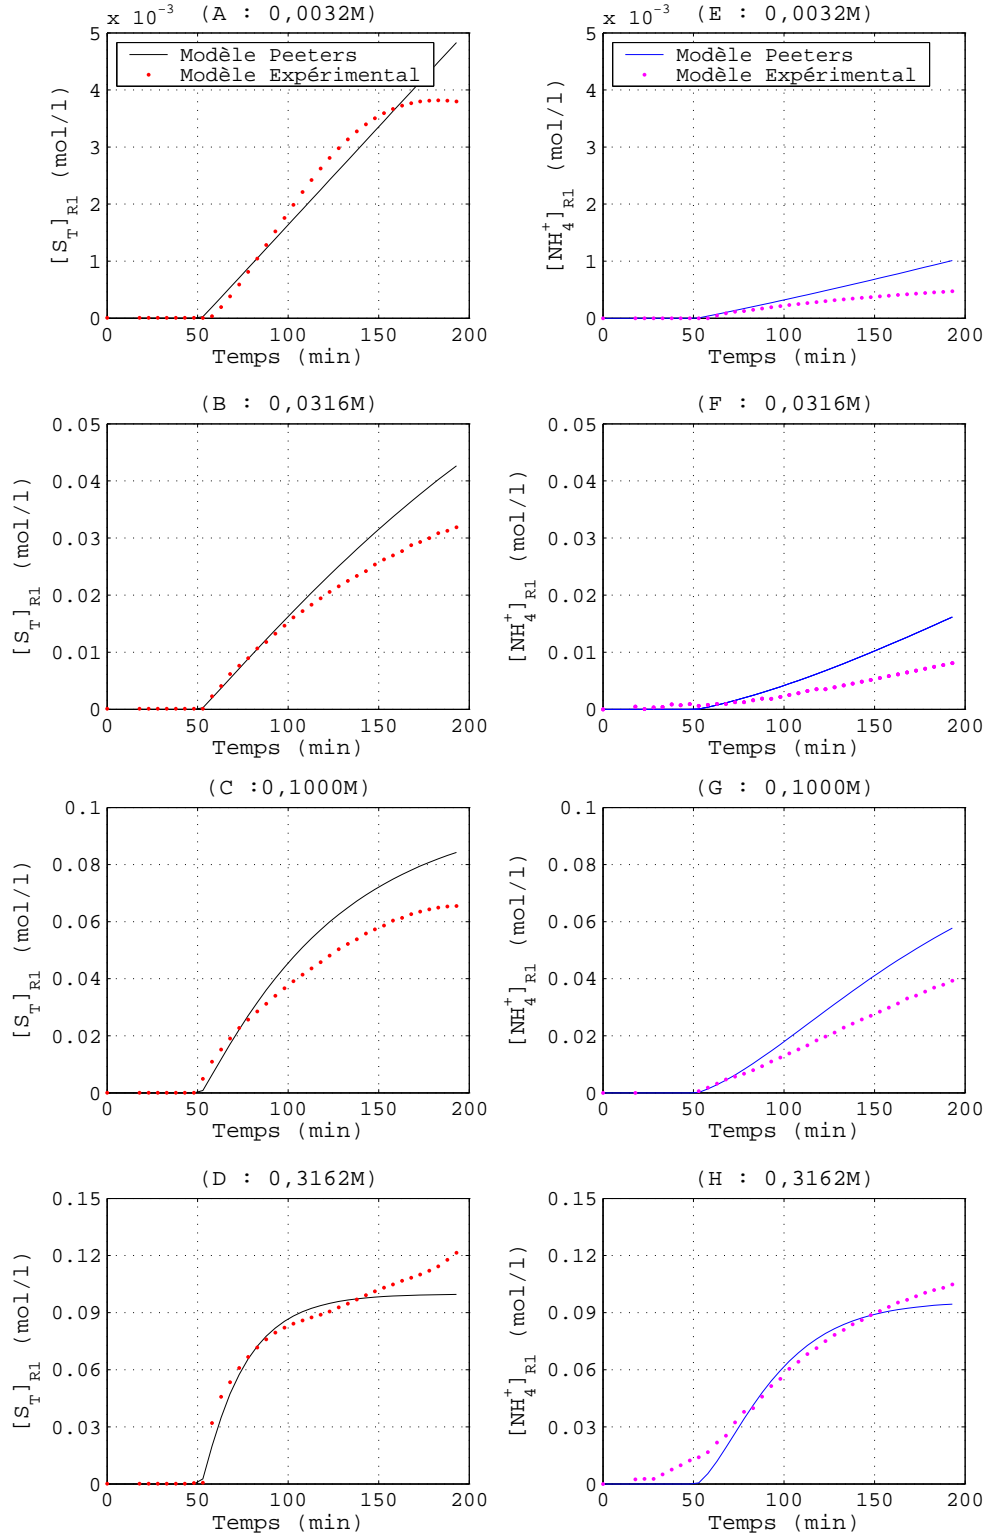 x 10⁻³ (A : 0,0032M)
5
4
3
2
1
0
Modèle Peeters
Modèle Expérimental
[S_T]_R1 (mol/l)
0 50 100 150 200
Temps (min)
x 10⁻³ (E : 0,0032M)
5
4
3
2
1
0
Modèle Peeters
Modèle Expérimental
[NH₄⁺]_R1 (mol/l)
0 50 100 150 200
Temps (min)
(B : 0,0316M)
0.05
0.04
0.03
0.02
0.01
0
[S_T]_R1 (mol/l)
0 50 100 150 200
Temps (min)
(F : 0,0316M)
0.05
0.04
0.03
0.02
0.01
0
[NH₄⁺]_R1 (mol/l)
0 50 100 150 200
Temps (min)
(C :0,1000M)
0.1
0.08
0.06
0.04
0.02
0
[S_T]_R1 (mol/l)
0 50 100 150 200
Temps (min)
(G : 0,1000M)
0.1
0.08
0.06
0.04
0.02
0
[NH₄⁺]_R1 (mol/l)
0 50 100 150 200
Temps (min)
(D : 0,3162M)
0.15
0.12
0.09
0.06
0.03
0
[S_T]_R1 (mol/l)
0 50 100 150 200
Temps (min)
(H : 0,3162M)
0.15
0.12
0.09
0.06
0.03
0
[NH₄⁺]_R1 (mol/l)
0 50 100 150 200
Temps (min)